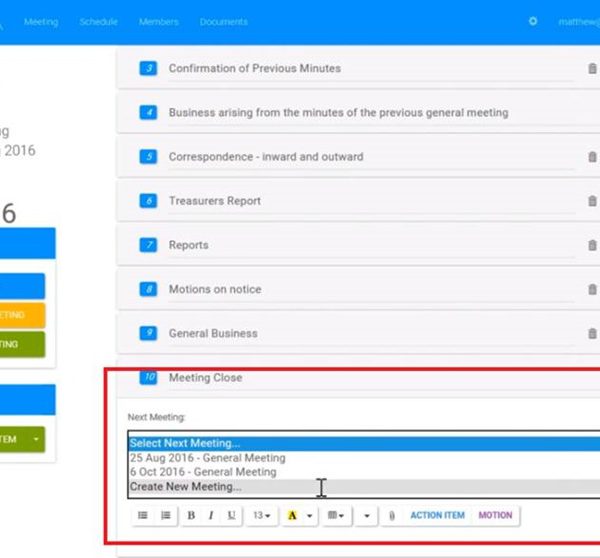 Meeting Schedule Members Documents matthew@
3 Confirmation of Previous Minutes
4 Business arising from the minutes of the previous general meeting
ng
2016
5 Correspondence - inward and outward
6 Treasurers Report
6
7 Reports
8 Motions on notice
ETING
9 General Business
TING
10 Meeting Close
Next Meeting:
TEM
Select Next Meeting...
25 Aug 2016 - General Meeting
6 Oct 2016 - General Meeting
Create New Meeting...
B I U 13 A ACTION ITEM MOTION